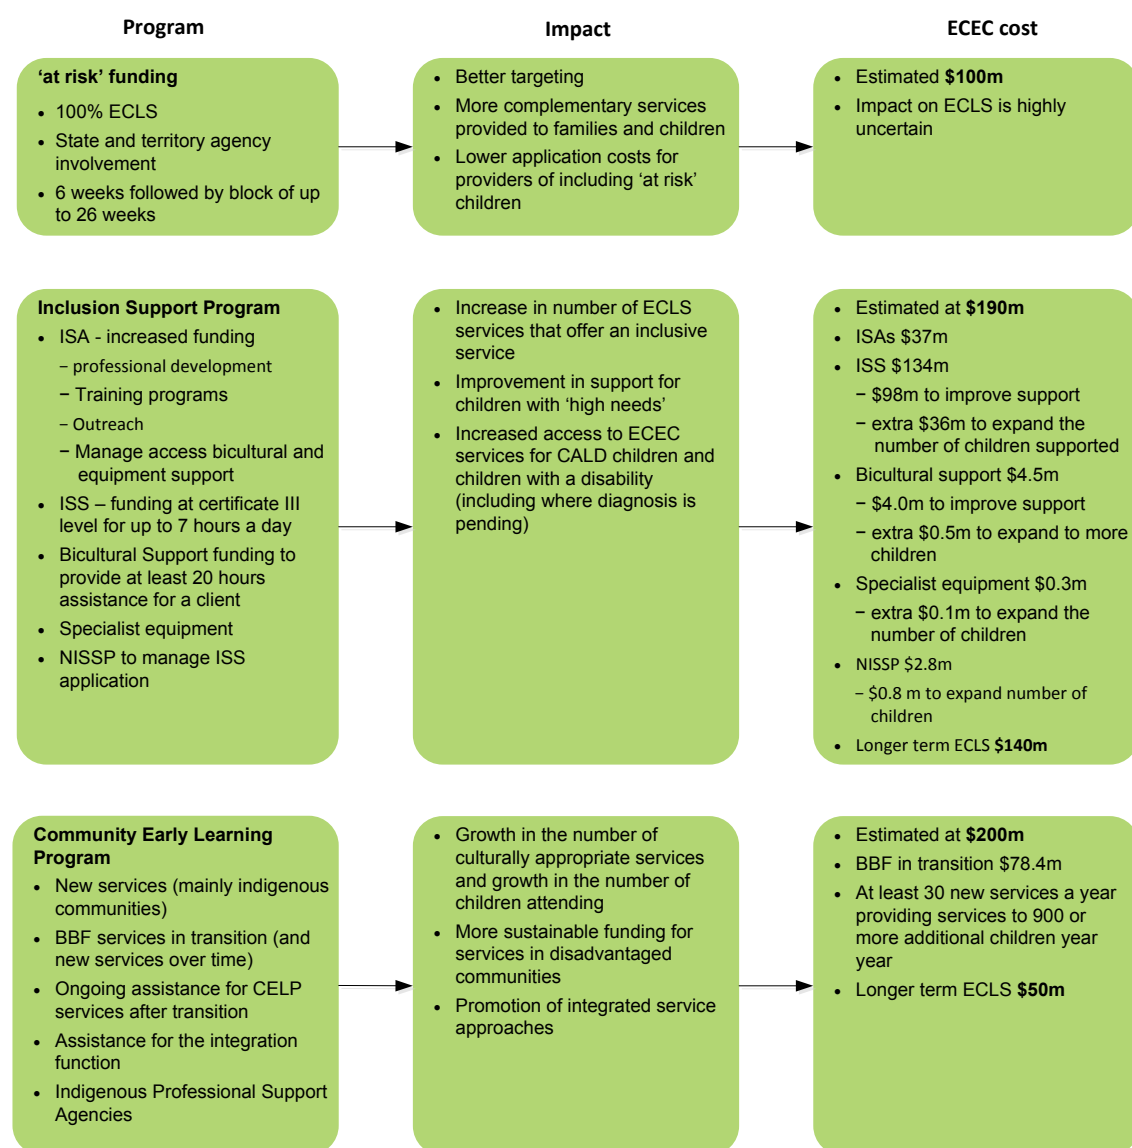 Program
Impact
ECEC cost
‘at risk’ funding
• 100% ECLS
• State and territory agency
involvement
• 6 weeks followed by block of up
to 26 weeks
• Better targeting
• More complementary services
provided to families and children
• Lower application costs for
providers of including ‘at risk’
children
• Estimated $100m
• Impact on ECLS is highly
uncertain
Inclusion Support Program
• ISA - increased funding
– professional development
− Training programs
– Outreach
− Manage access bicultural and
equipment support
• ISS – funding at certificate III
level for up to 7 hours a day
• Bicultural Support funding to
provide at least 20 hours
assistance for a client
• Specialist equipment
• NISSP to manage ISS
application
• Increase in number of ECLS
services that offer an inclusive
service
• Improvement in support for
children with ‘high needs’
• Increased access to ECEC
services for CALD children and
children with a disability
(including where diagnosis is
pending)
• Estimated at $190m
• ISAs $37m
• ISS $134m
− $98m to improve support
− extra $36m to expand the
number of children supported
• Bicultural support $4.5m
− $4.0m to improve support
− extra $0.5m to expand to more
children
• Specialist equipment $0.3m
− extra $0.1m to expand the
number of children
• NISSP $2.8m
– $0.8 m to expand number of
children
• Longer term ECLS $140m
Community Early Learning
Program
• New services (mainly indigenous
communities)
• BBF services in transition (and
new services over time)
• Ongoing assistance for CELP
services after transition
• Assistance for the integration
function
• Indigenous Professional Support
Agencies
• Growth in the number of
culturally appropriate services
and growth in the number of
children attending
• More sustainable funding for
services in disadvantaged
communities
• Promotion of integrated service
approaches
• Estimated at $200m
• BBF in transition $78.4m
• At least 30 new services a year
providing services to 900 or
more additional children year
year
• Longer term ECLS $50m